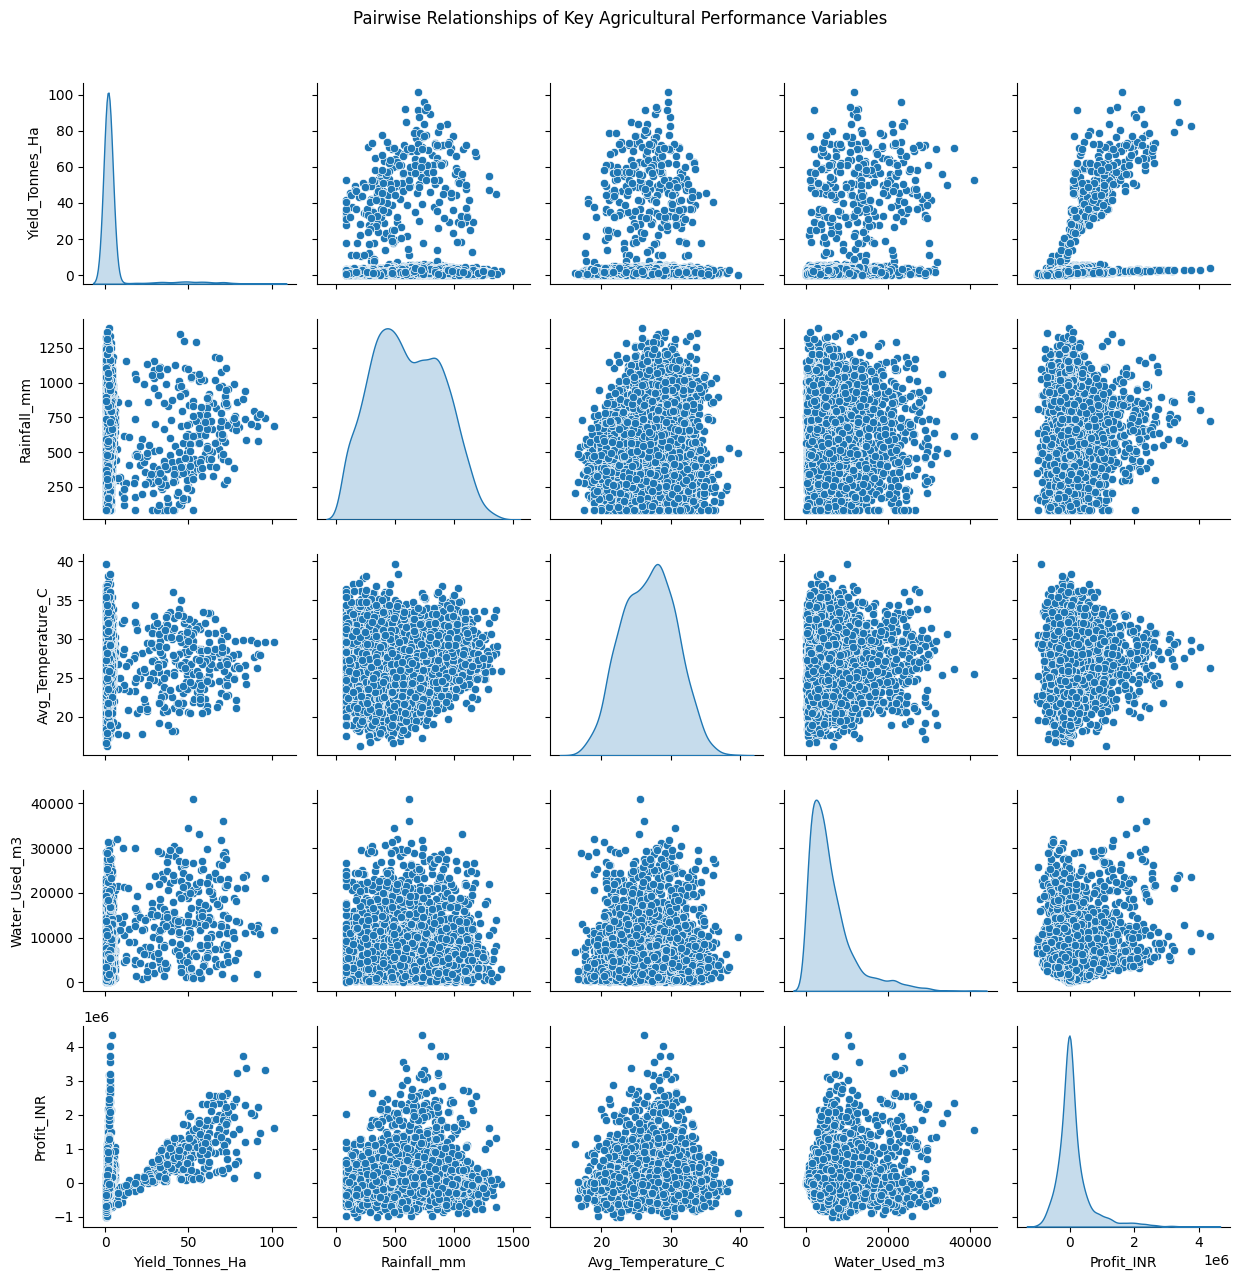 Pairwise Relationships of Key Agricultural Performance Variables
100
80
60
40
20
0
Yield_Tonnes_Ha
1250
1000
750
500
250
Rainfall_mm
40
35
30
25
20
Avg_Temperature_C
40000
30000
20000
10000
0
Water_Used_m3
1e6
4
3
2
1
0
−1
Profit_INR
0 50 100
0 500 1000 1500
20 30 40
0 20000 40000
0 2 4
1e6
Yield_Tonnes_Ha Rainfall_mm Avg_Temperature_C Water_Used_m3 Profit_INR